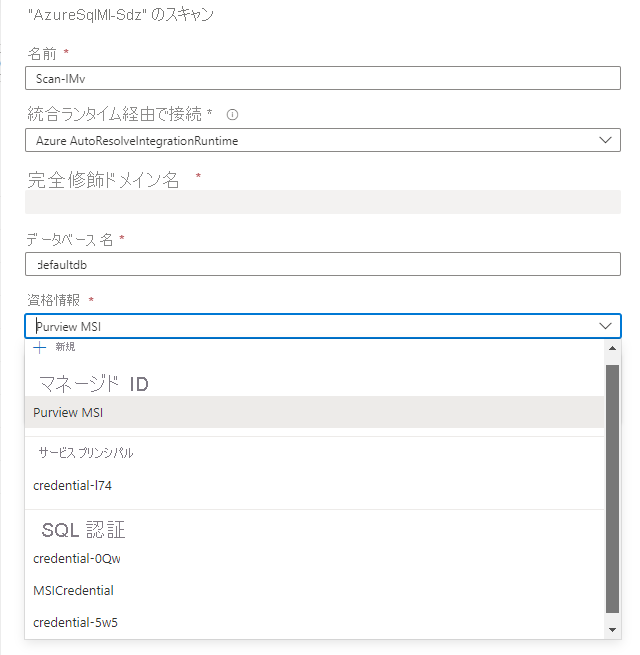 "AzureSqlMI-Sdz" のスキャン
名前 *
Scan-IMv
統合ランタイム経由で接続 *
Azure AutoResolveIntegrationRuntime
完全修飾ドメイン名 *
データベース 名 *
defaultdb
資格情報 *
Purview MSI
新規
マネージド ID
Purview MSI
サービス プリンシパル
credential-l74
SQL 認証
credential-0Qw
MSICredential
credential-5w5